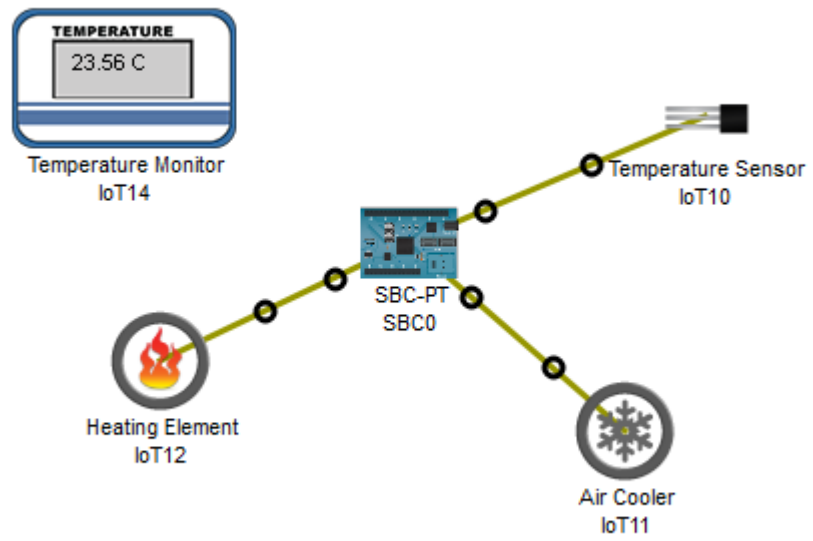 TEMPERATURE
23.56 C
Temperature Monitor
IoT14
Temperature Sensor
IoT10
SBC-PT
SBC0
Heating Element
IoT12
Air Cooler
IoT11